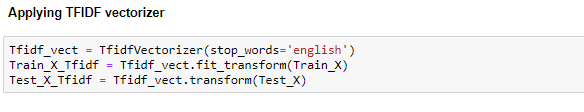 Applying TFIDF vectorizer
Tfidf_vect = TfidfVectorizer(stop_words='english')
Train_X_Tfidf = Tfidf_vect.fit_transform(Train_X)
Test_X_Tfidf = Tfidf_vect.transform(Test_X)